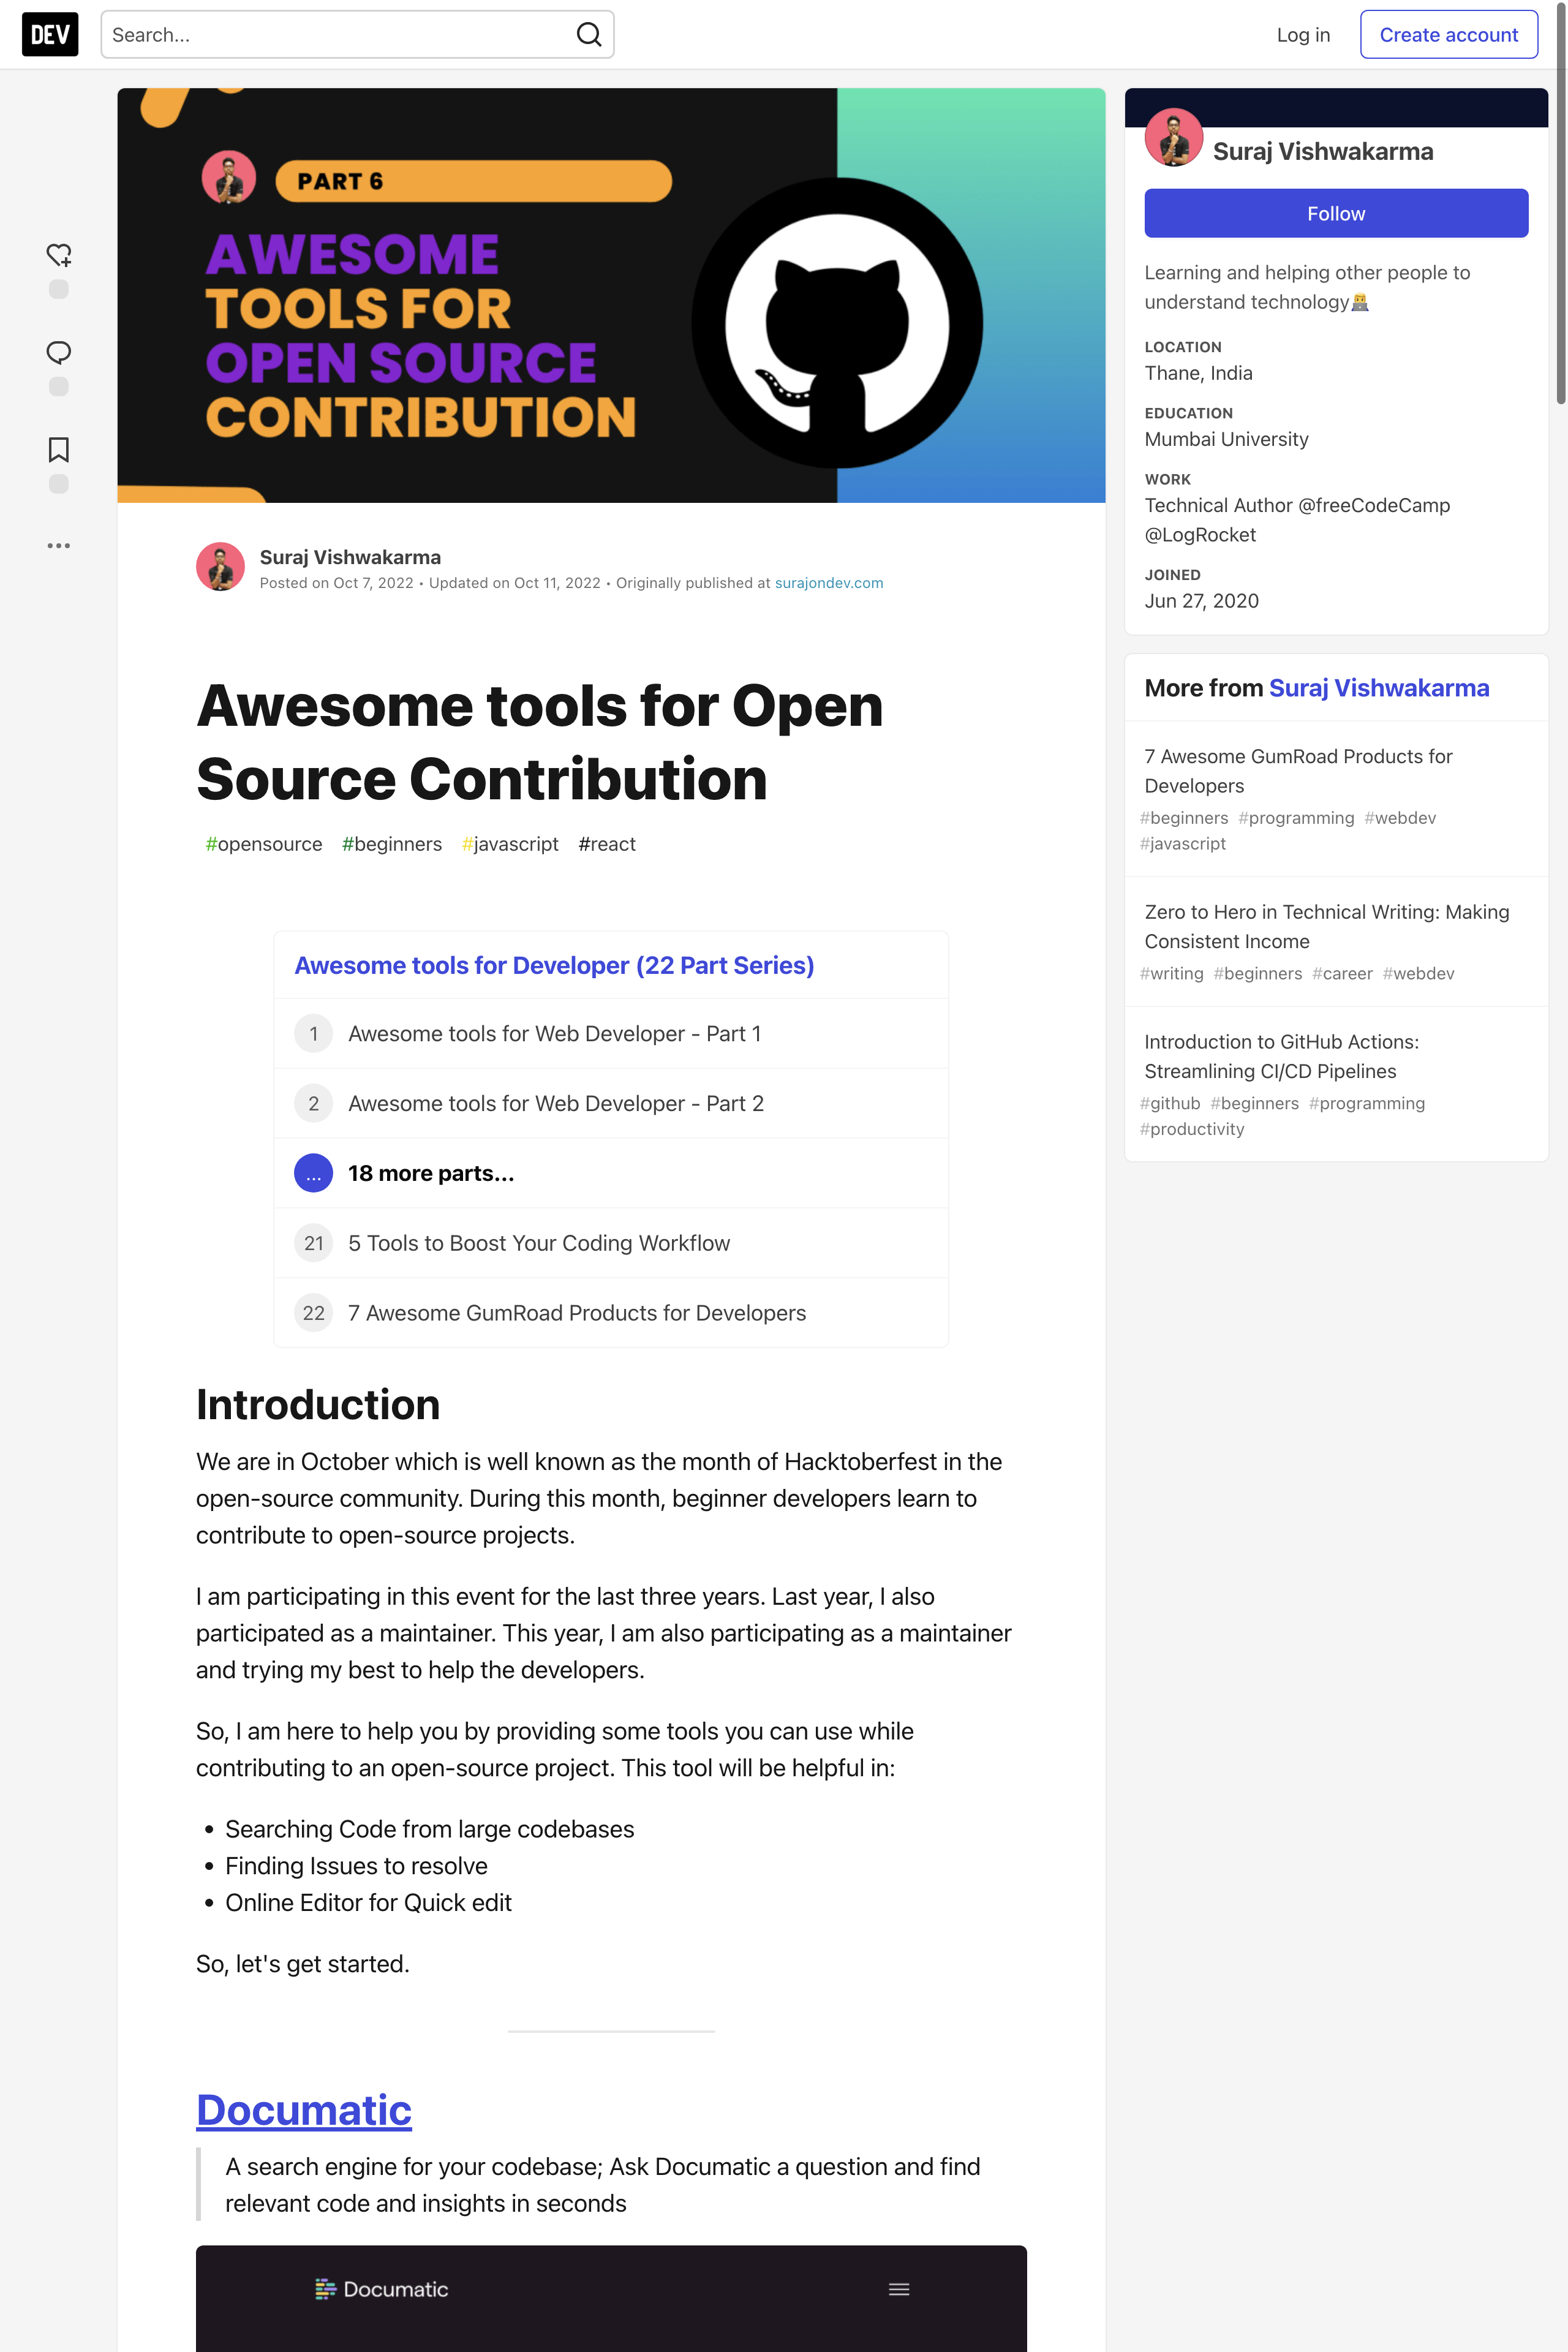 DEV
Search...
Log in
Create account
PART 6
AWESOME
TOOLS FOR
OPEN SOURCE
CONTRIBUTION
Suraj Vishwakarma
Posted on Oct 7, 2022 • Updated on Oct 11, 2022 • Originally published at surajondev.com
Awesome tools for Open
Source Contribution
#opensource #beginners #javascript #react
Awesome tools for Developer (22 Part Series)
1 Awesome tools for Web Developer - Part 1
2 Awesome tools for Web Developer - Part 2
... 18 more parts...
21 5 Tools to Boost Your Coding Workflow
22 7 Awesome GumRoad Products for Developers
Introduction
We are in October which is well known as the month of Hacktoberfest in the
open-source community. During this month, beginner developers learn to
contribute to open-source projects.
I am participating in this event for the last three years. Last year, I also
participated as a maintainer. This year, I am also participating as a maintainer
and trying my best to help the developers.
So, I am here to help you by providing some tools you can use while
contributing to an open-source project. This tool will be helpful in:
• Searching Code from large codebases
• Finding Issues to resolve
• Online Editor for Quick edit
So, let's get started.
Documatic
A search engine for your codebase; Ask Documatic a question and find
relevant code and insights in seconds
Documatic
Suraj Vishwakarma
Follow
Learning and helping other people to
understand technology👨‍💻
LOCATION
Thane, India
EDUCATION
Mumbai University
WORK
Technical Author @freeCodeCamp
@LogRocket
JOINED
Jun 27, 2020
More from Suraj Vishwakarma
7 Awesome GumRoad Products for
Developers
#beginners #programming #webdev
#javascript
Zero to Hero in Technical Writing: Making
Consistent Income
#writing #beginners #career #webdev
Introduction to GitHub Actions:
Streamlining CI/CD Pipelines
#github #beginners #programming
#productivity